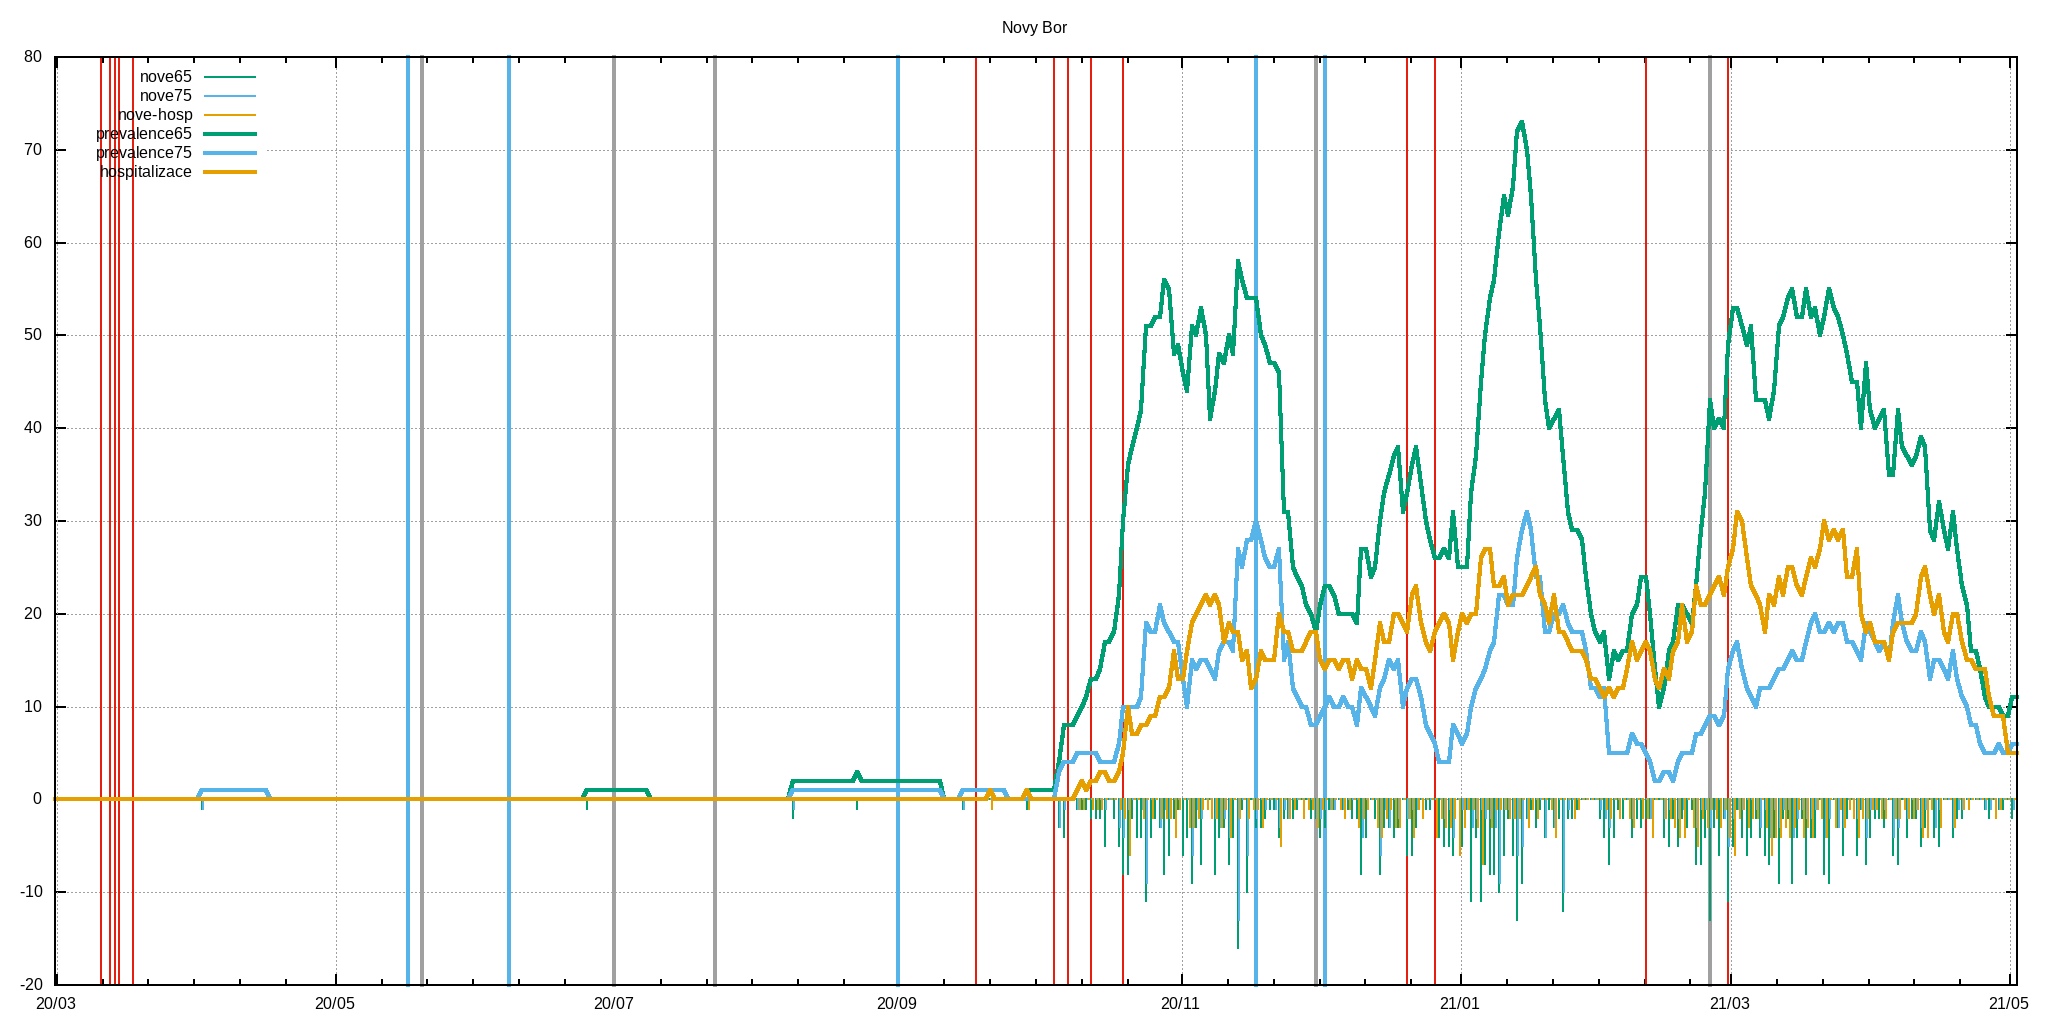 Novy Bor
80
nove65
nove75
nove-hosp
prevalence65
70
prevalence75
hospitalizace
60
50
40
30
20
10
0
-10
-20
20/03 20/05 20/07 20/09 20/11 21/01 21/03 21/05